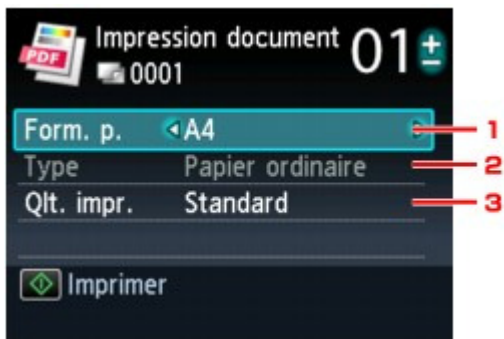 PDF
Impression document 01 ±
0001
Form. p. A4 1
Type Papier ordinaire 2
Qlt. impr. Standard 3
Imprimer